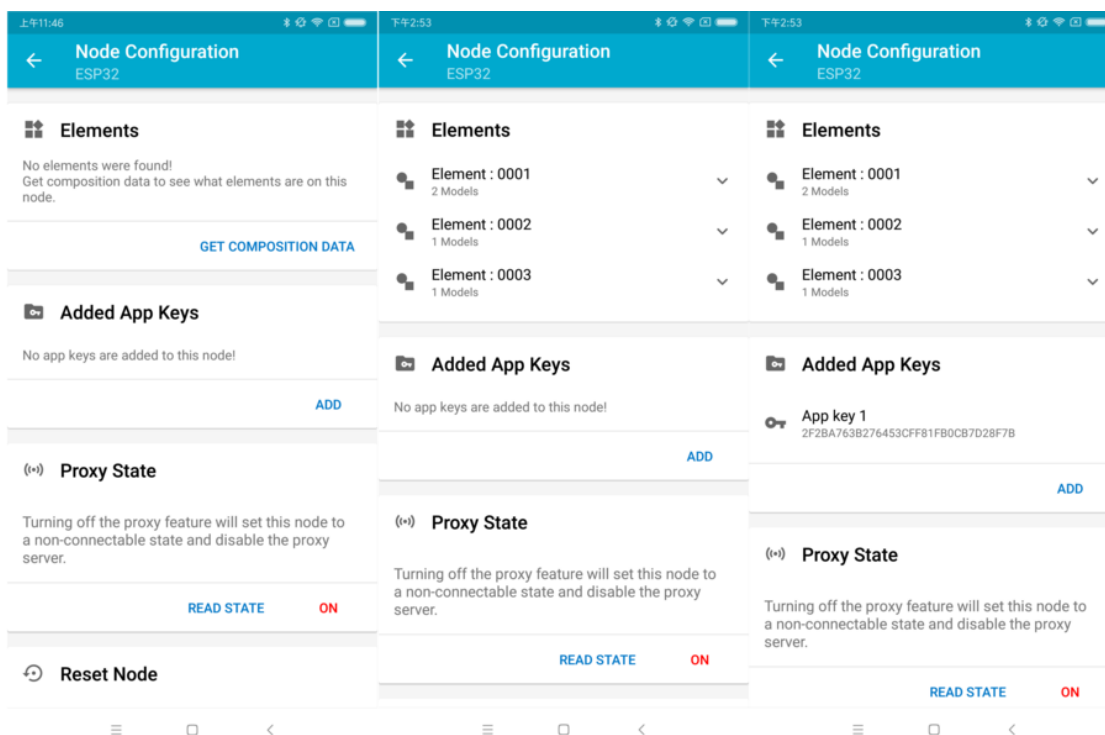 上午11:46
Node Configuration
ESP32
Elements
No elements were found!
Get composition data to see what elements are on this
node.
GET COMPOSITION DATA
Added App Keys
No app keys are added to this node!
ADD
Proxy State
Turning off the proxy feature will set this node to
a non-connectable state and disable the proxy
server.
READ STATE
ON
Reset Node
下午2:53
Node Configuration
ESP32
Elements
Element : 0001
2 Models
Element : 0002
1 Models
Element : 0003
1 Models
Added App Keys
No app keys are added to this node!
ADD
Proxy State
Turning off the proxy feature will set this node to
a non-connectable state and disable the proxy
server.
READ STATE
ON
下午2:53
Node Configuration
ESP32
Elements
Element : 0001
2 Models
Element : 0002
1 Models
Element : 0003
1 Models
Added App Keys
App key 1
2F2BA763B276453CFF81FB0CB7D28F7B
ADD
Proxy State
Turning off the proxy feature will set this node to
a non-connectable state and disable the proxy
server.
READ STATE
ON